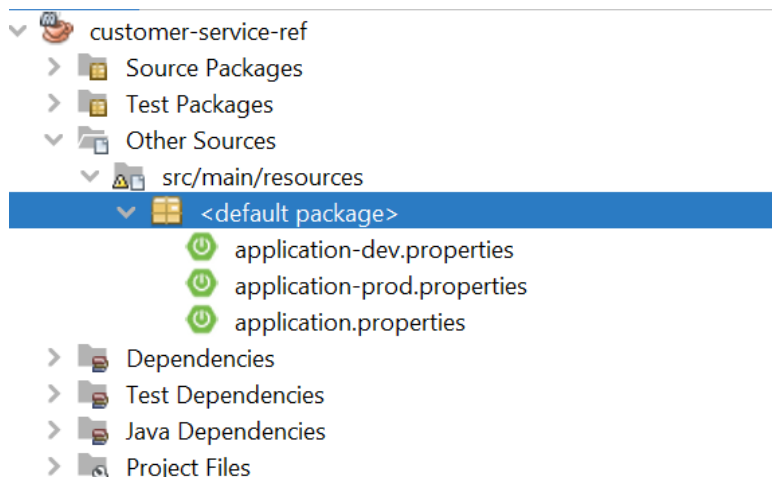 customer-service-ref
Source Packages
Test Packages
Other Sources
src/main/resources
<default package>
application-dev.properties
application-prod.properties
application.properties
Dependencies
Test Dependencies
Java Dependencies
Project Files